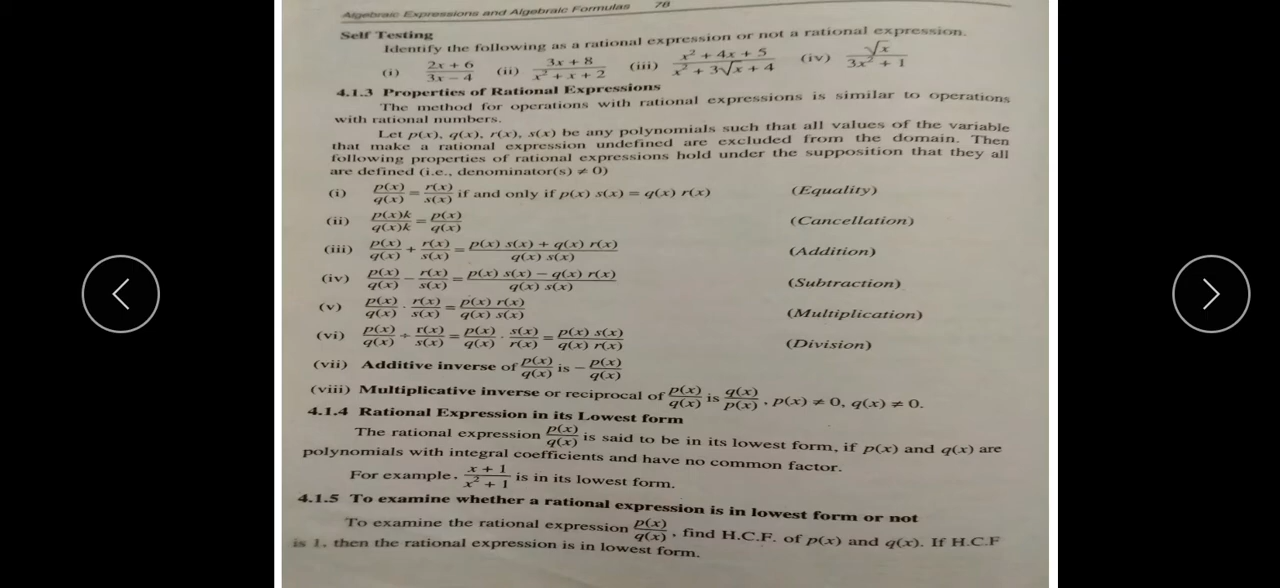 Algebraic Expressions and Algebraic Formulas 78
Self Testing
Identify the following as a rational expression or not a rational expression.
(i) (2x + 6)/(3x − 4) (ii) (3x + 8)/(x² + x + 2) (iii) (x² + 4x + 5)/(x² + 3√x + 4) (iv) √x/(3x² + 1)
4.1.3 Properties of Rational Expressions
The method for operations with rational expressions is similar to operations
with rational numbers.
Let p(x), q(x), r(x), s(x) be any polynomials such that all values of the variable
that make a rational expression undefined are excluded from the domain. Then
following properties of rational expressions hold under the supposition that they all
are defined (i.e., denominator(s) ≠ 0)
(i) p(x)/q(x) = r(x)/s(x) if and only if p(x) s(x) = q(x) r(x) (Equality)
(ii) p(x)k/q(x)k = p(x)/q(x) (Cancellation)
(iii) p(x)/q(x) + r(x)/s(x) = (p(x) s(x) + q(x) r(x))/(q(x) s(x)) (Addition)
(iv) p(x)/q(x) − r(x)/s(x) = (p(x) s(x) − q(x) r(x))/(q(x) s(x)) (Subtraction)
(v) p(x)/q(x) · r(x)/s(x) = (p(x) r(x))/(q(x) s(x)) (Multiplication)
(vi) p(x)/q(x) ÷ r(x)/s(x) = p(x)/q(x) · s(x)/r(x) = (p(x) s(x))/(q(x) r(x)) (Division)
(vii) Additive inverse of p(x)/q(x) is − p(x)/q(x)
(viii) Multiplicative inverse or reciprocal of p(x)/q(x) is q(x)/p(x) , p(x) ≠ 0, q(x) ≠ 0.
4.1.4 Rational Expression in its Lowest form
The rational expression p(x)/q(x) is said to be in its lowest form, if p(x) and q(x) are
polynomials with integral coefficients and have no common factor.
For example, (x + 1)/(x² + 1) is in its lowest form.
4.1.5 To examine whether a rational expression is in lowest form or not
To examine the rational expression p(x)/q(x) , find H.C.F. of p(x) and q(x). If H.C.F
is 1, then the rational expression is in lowest form.